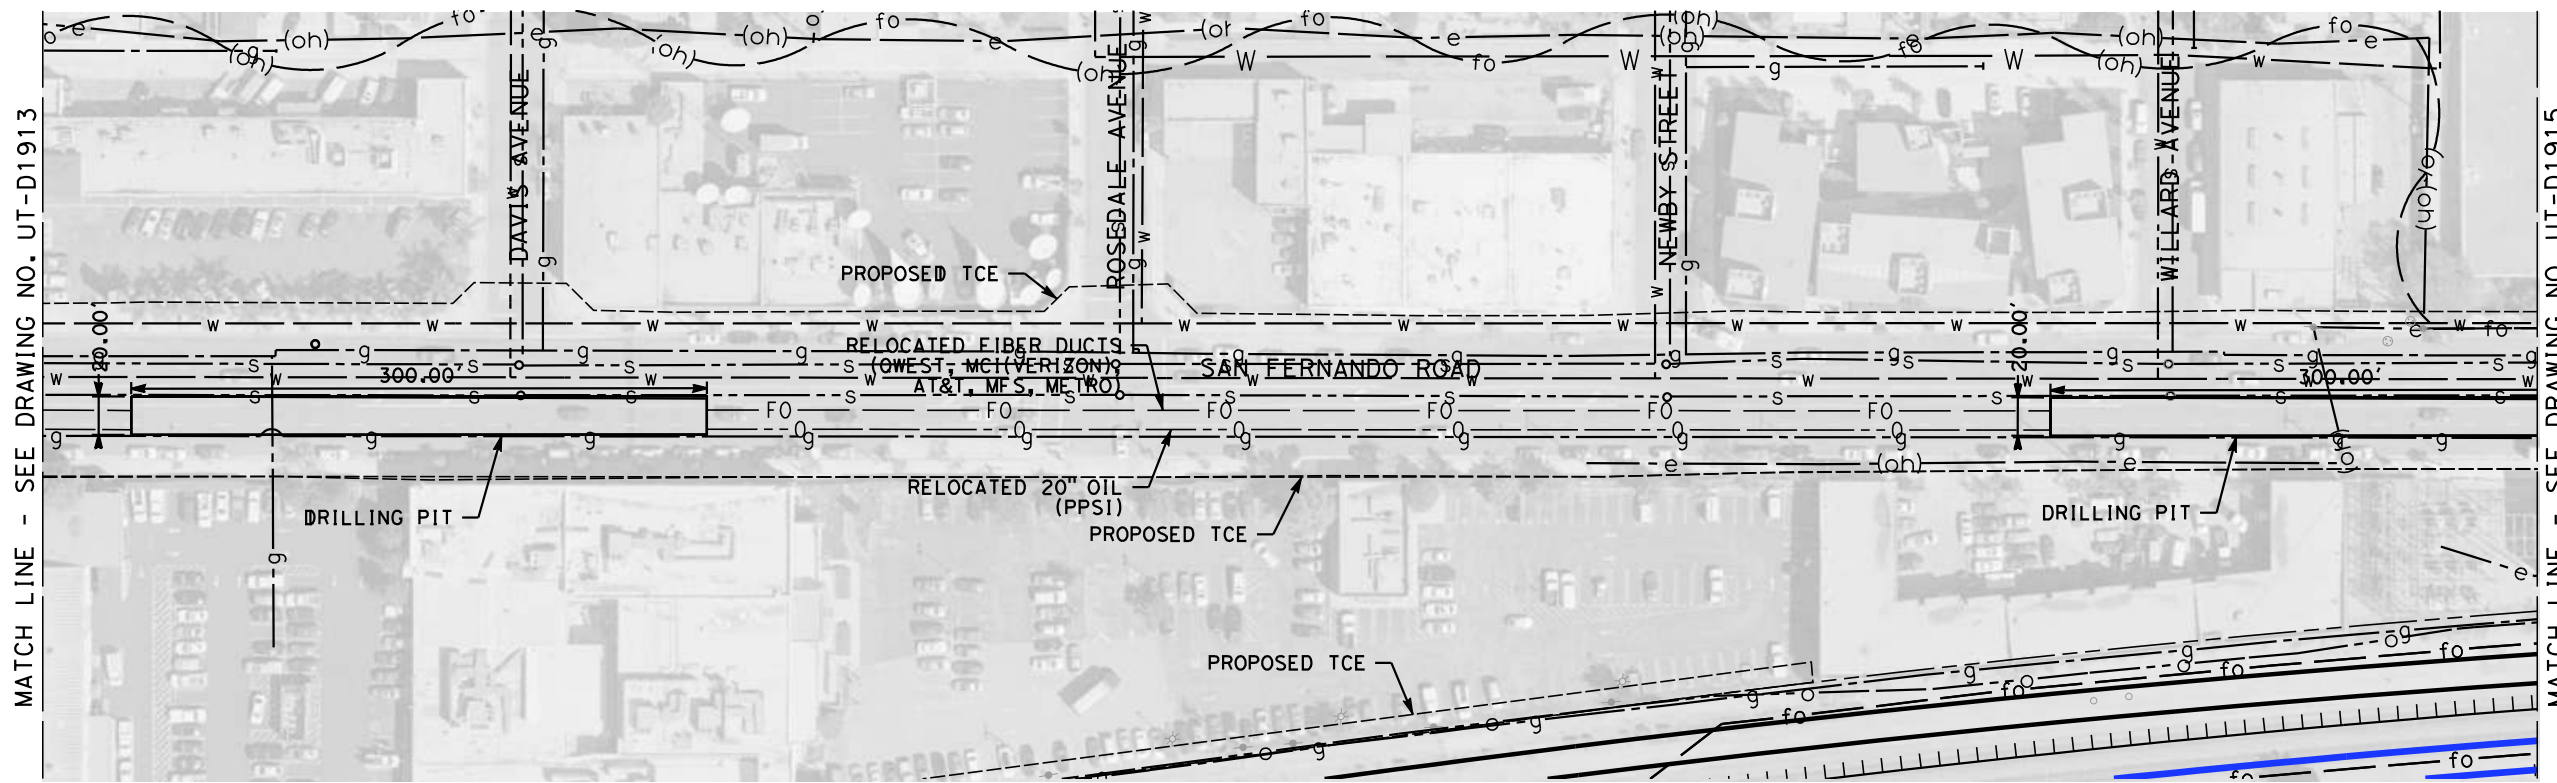 MATCH LINE - SEE DRAWING NO. UT-D1913
DAVIS AVENUE
ROSEDALE AVENUE
NEWBY STREET
WILLARD AVENUE
PROPOSED TCE
20.00'
300.00'
RELOCATED FIBER DUCTS
(QWEST, MCI(VERIZON),
AT&T, MFS, METRO)
SAN FERNANDO ROAD
20.00'
300.00'
DRILLING PIT
RELOCATED 20" OIL
(PPSI)
PROPOSED TCE
DRILLING PIT
PROPOSED TCE
MATCH LINE - SEE DRAWING NO. UT-D1915